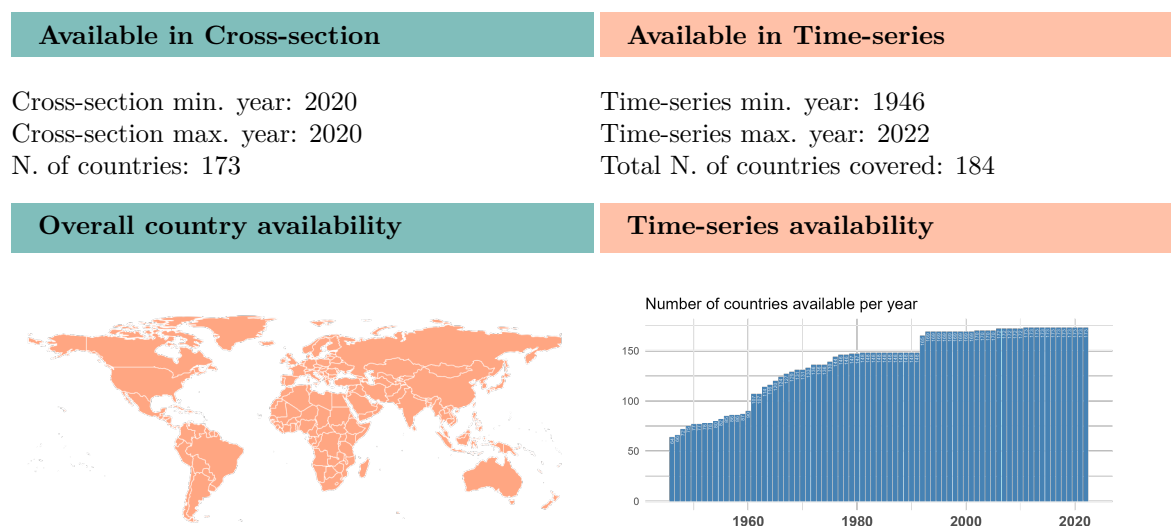 Available in Cross-section
Available in Time-series
Cross-section min. year: 2020
Cross-section max. year: 2020
N. of countries: 173
Time-series min. year: 1946
Time-series max. year: 2022
Total N. of countries covered: 184
Overall country availability
Time-series availability
Number of countries available per year
150
100
50
0
1960
1980
2000
2020